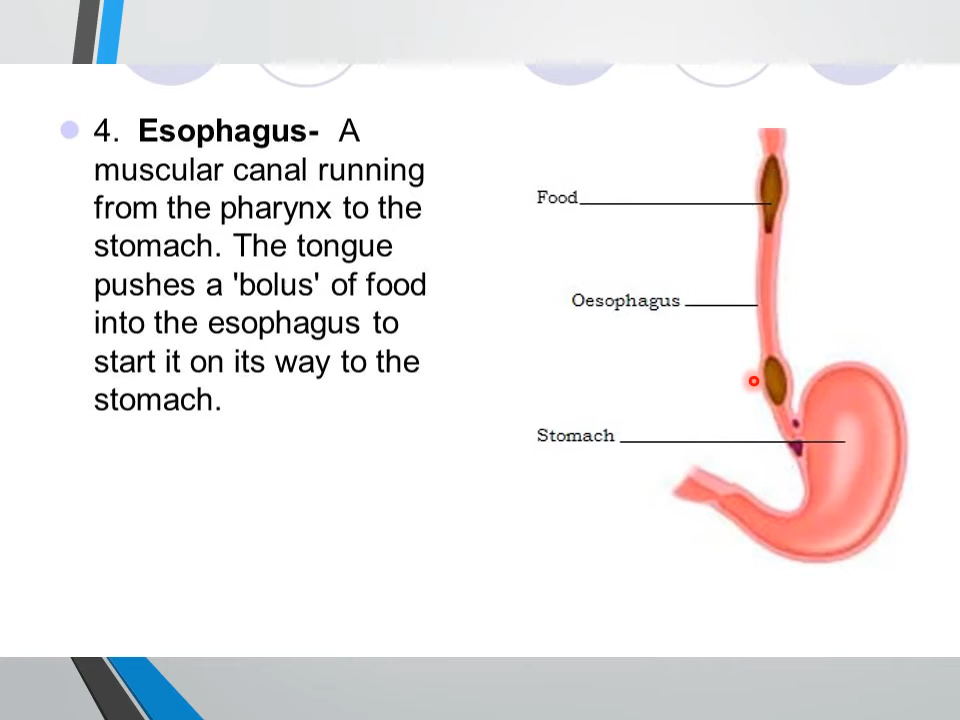 4. Esophagus- A
muscular canal running
from the pharynx to the
stomach. The tongue
pushes a 'bolus' of food
into the esophagus to
start it on its way to the
stomach.
Food
Oesophagus
Stomach